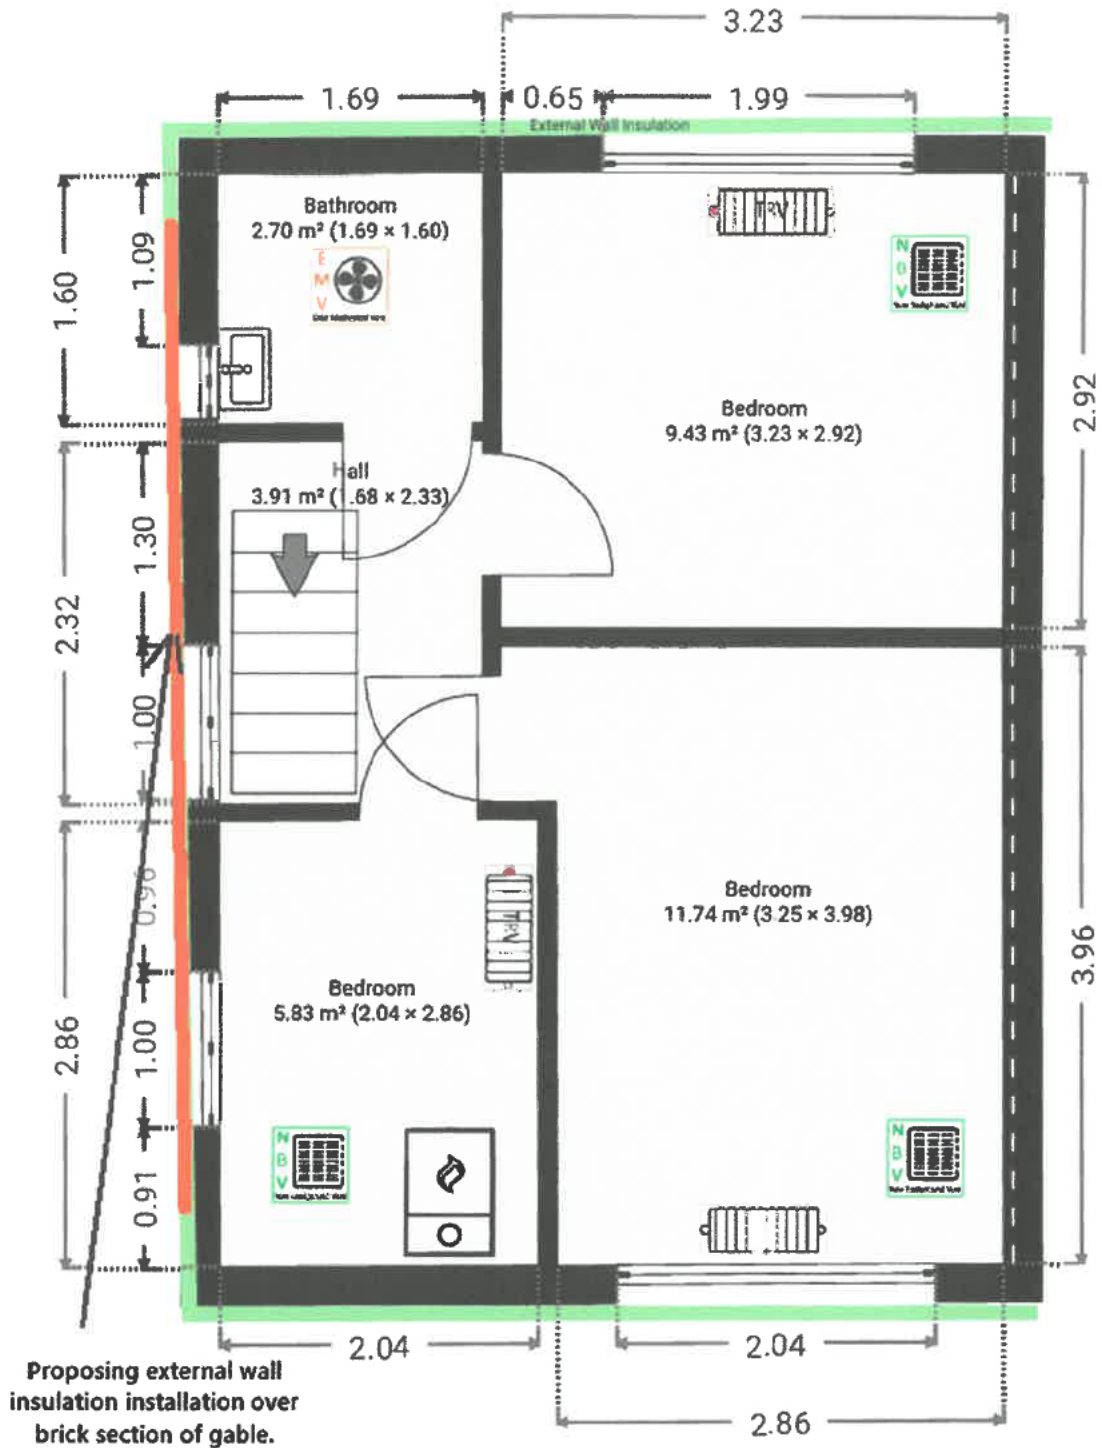 3.23
1.69
0.65
1.99
External Wall Insulation
1.60
1.09
Bathroom
2.70 m² (1.69 × 1.60)
E
M
V
TRV
N
B
V
2.92
Bedroom
9.43 m² (3.23 × 2.92)
Hall
3.91 m² (1.68 × 2.33)
2.32
1.30
1.00
0.96
Bedroom
11.74 m² (3.25 × 3.98)
3.96
TRV
2.86
1.00
Bedroom
5.83 m² (2.04 × 2.86)
0.91
N
B
V
N
B
V
2.04
2.04
2.86
Proposing external wall
insulation installation over
brick section of gable.